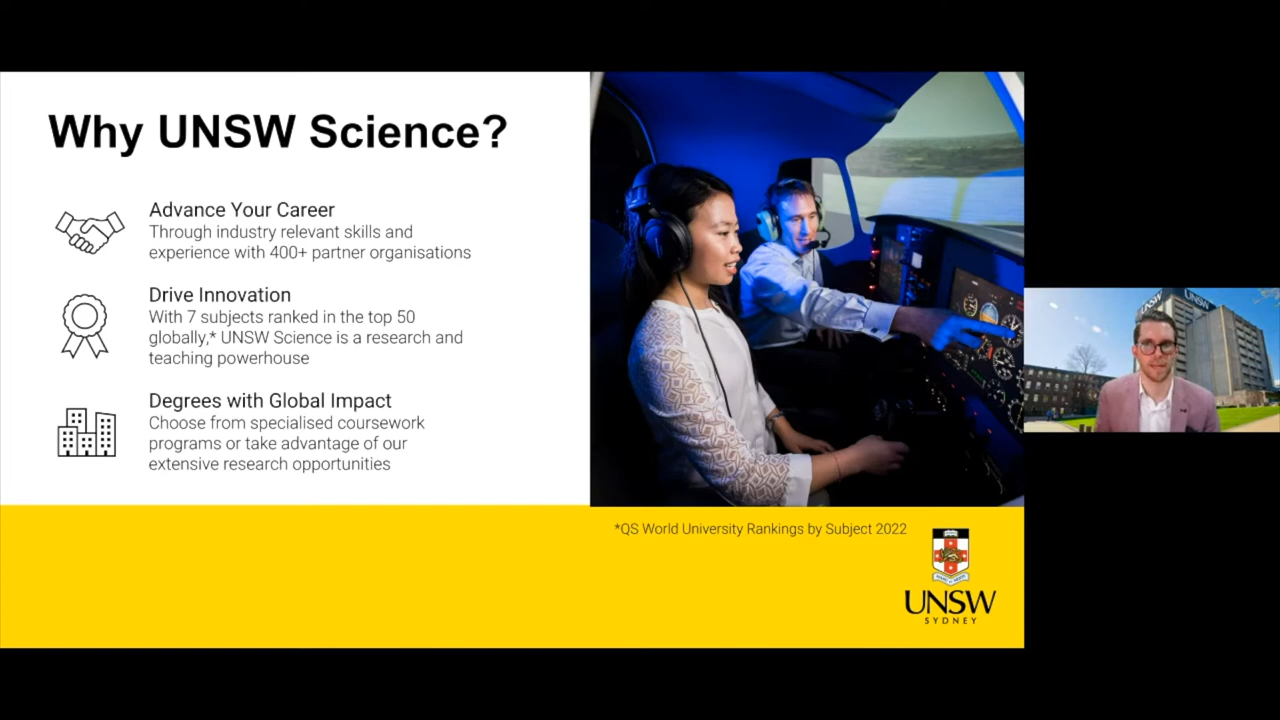 Why UNSW Science?
Advance Your Career
Through industry relevant skills and
experience with 400+ partner organisations
Drive Innovation
With 7 subjects ranked in the top 50
globally,* UNSW Science is a research and
teaching powerhouse
Degrees with Global Impact
Choose from specialised coursework
programs or take advantage of our
extensive research opportunities
*QS World University Rankings by Subject 2022
UNSW
SYDNEY
UNSW
UNSW